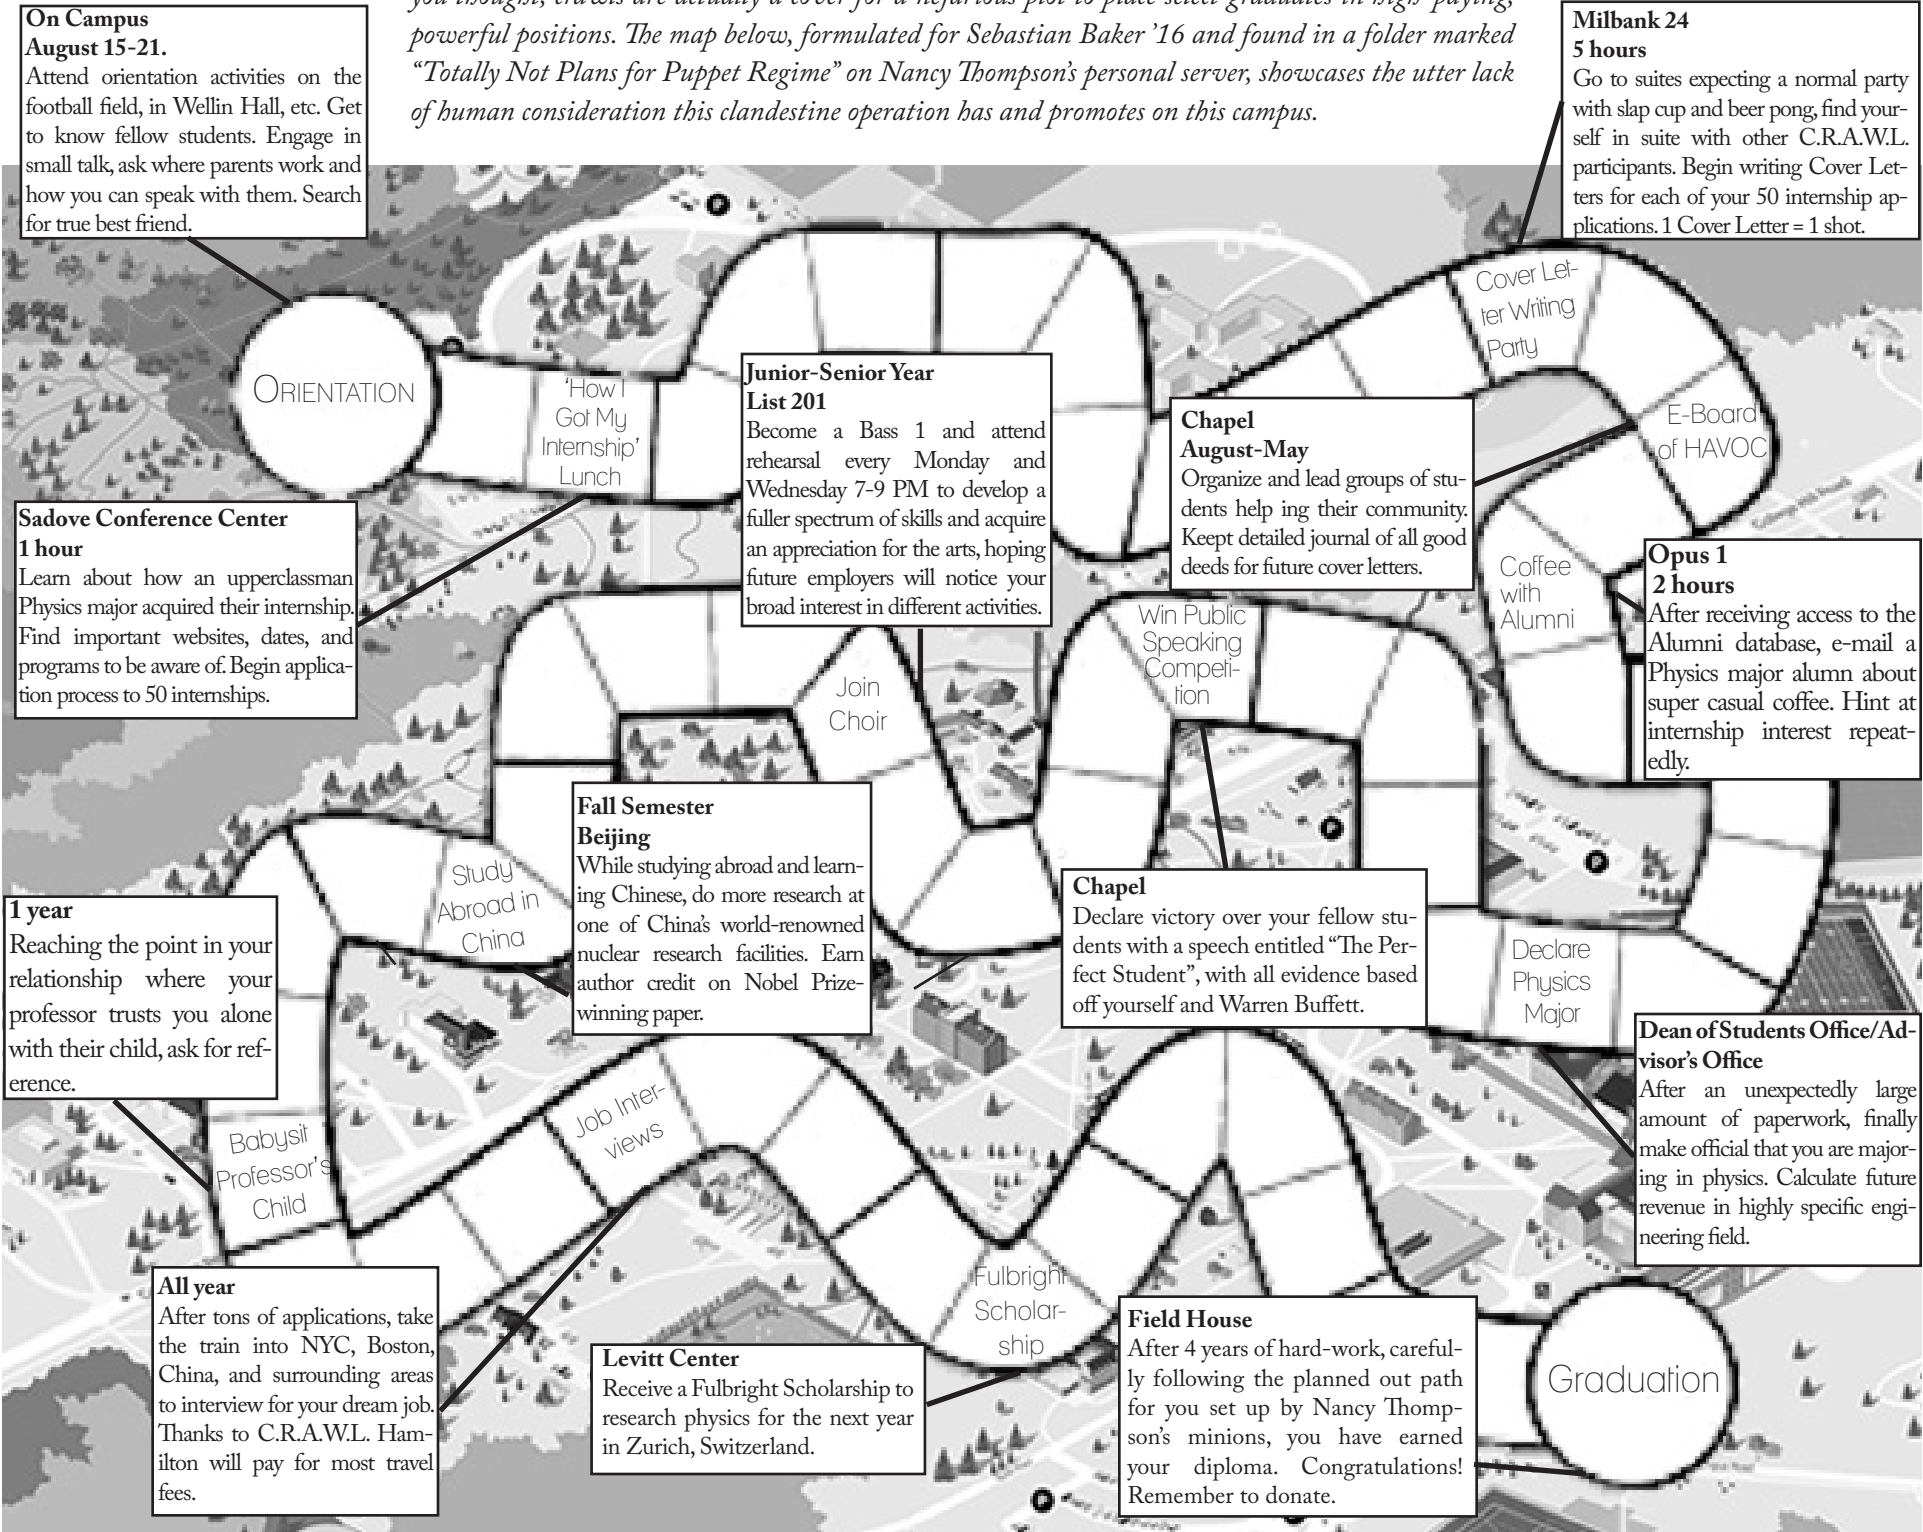 powerful positions. The map below, formulated for Sebastian Baker ’16 and found in a folder marked
“Totally Not Plans for Puppet Regime” on Nancy Thompson’s personal server, showcases the utter lack
of human consideration this clandestine operation has and promotes on this campus.
On Campus
August 15-21.
Attend orientation activities on the
football field, in Wellin Hall, etc. Get
to know fellow students. Engage in
small talk, ask where parents work and
how you can speak with them. Search
for true best friend.
Milbank 24
5 hours
Go to suites expecting a normal party
with slap cup and beer pong, find your-
self in suite with other C.R.A.W.L.
participants. Begin writing Cover Let-
ters for each of your 50 internship ap-
plications. 1 Cover Letter = 1 shot.
ORIENTATION
‘How I
Got My
Internship’
Lunch
Junior-Senior Year
List 201
Become a Bass 1 and attend
rehearsal every Monday and
Wednesday 7-9 PM to develop a
fuller spectrum of skills and acquire
an appreciation for the arts, hoping
future employers will notice your
broad interest in different activities.
Cover Let-
ter Writing
Party
Chapel
August-May
Organize and lead groups of stu-
dents help ing their community.
Keept detailed journal of all good
deeds for future cover letters.
E-Board
of HAVOC
College Hill Road
Sadove Conference Center
1 hour
Learn about how an upperclassman
Physics major acquired their internship.
Find important websites, dates, and
programs to be aware of. Begin applica-
tion process to 50 internships.
Coffee
with
Alumni
Opus 1
2 hours
After receiving access to the
Alumni database, e-mail a
Physics major alumn about
super casual coffee. Hint at
internship interest repeat-
edly.
Join
Choir
Win Public
Speaking
Competi-
tion
Fall Semester
Beijing
While studying abroad and learn-
ing Chinese, do more research at
one of China’s world-renowned
nuclear research facilities. Earn
author credit on Nobel Prize-
winning paper.
Study
Abroad in
China
Chapel
Declare victory over your fellow stu-
dents with a speech entitled “The Per-
fect Student”, with all evidence based
off yourself and Warren Buffett.
Declare
Physics
Major
1 year
Reaching the point in your
relationship where your
professor trusts you alone
with their child, ask for ref-
erence.
Dean of Students Office/Ad-
visor’s Office
After an unexpectedly large
amount of paperwork, finally
make official that you are major-
ing in physics. Calculate future
revenue in highly specific engi-
neering field.
Babysit
Professor’s
Child
Job Inter-
views
All year
After tons of applications, take
the train into NYC, Boston,
China, and surrounding areas
to interview for your dream job.
Thanks to C.R.A.W.L. Ham-
ilton will pay for most travel
fees.
Fulbright
Scholar-
ship
Levitt Center
Receive a Fulbright Scholarship to
research physics for the next year
in Zurich, Switzerland.
Field House
After 4 years of hard-work, careful-
ly following the planned out path
for you set up by Nancy Thomp-
son’s minions, you have earned
your diploma. Congratulations!
Remember to donate.
Graduation